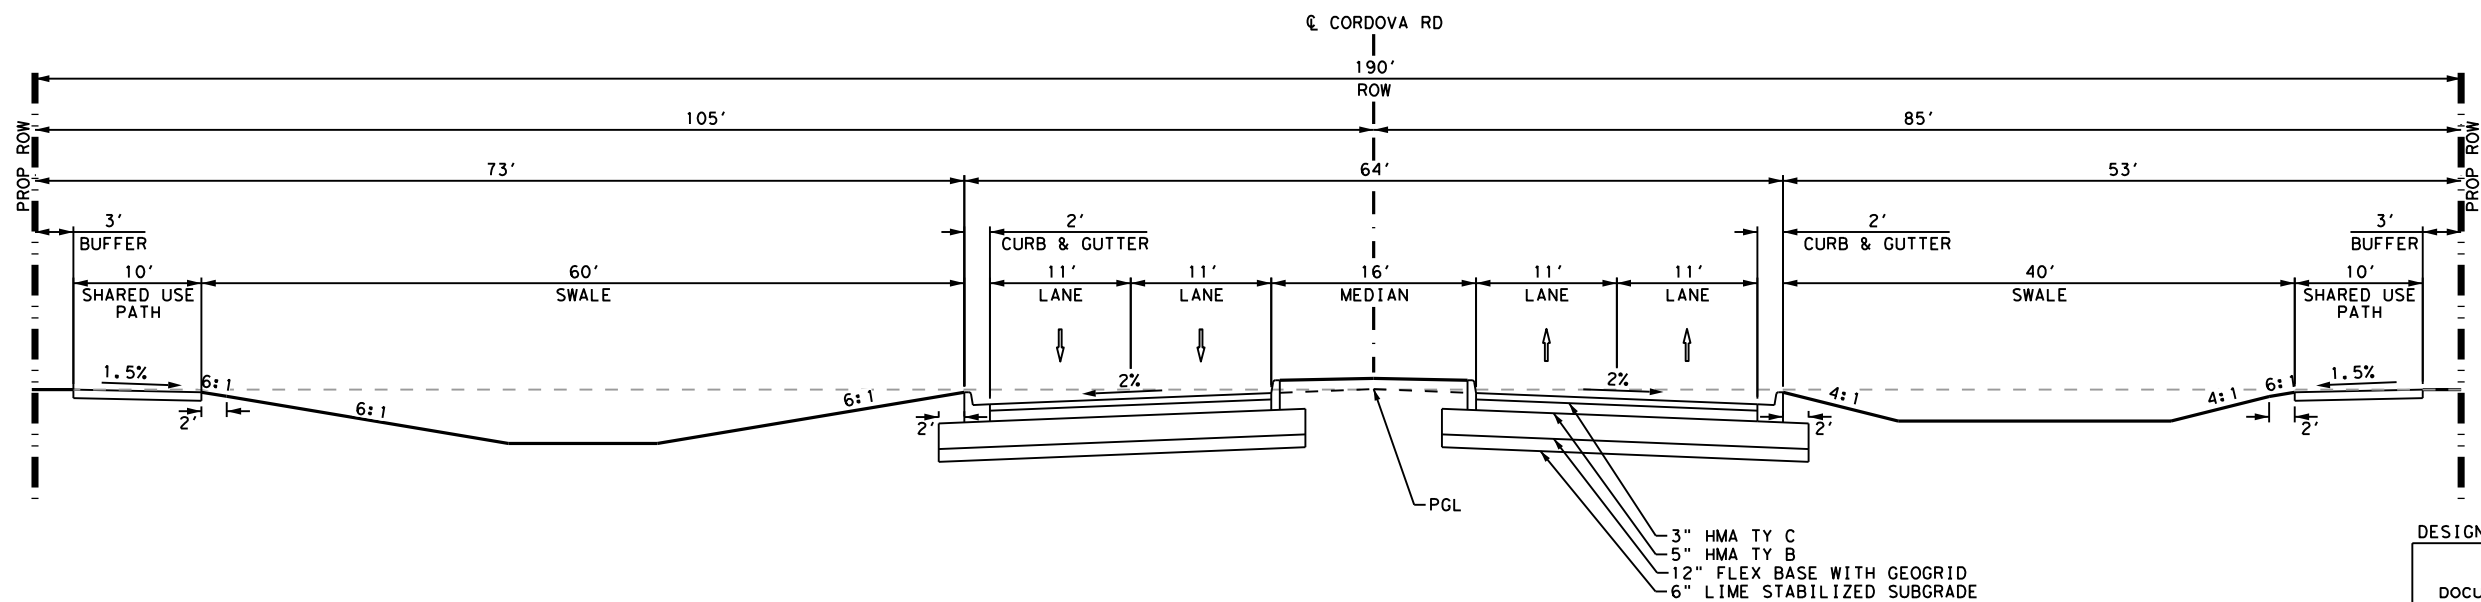 ℄ CORDOVA RD
190'
ROW
105'
85'
PROP ROW
PROP ROW
73'
64'
53'
3'
BUFFER
2'
CURB & GUTTER
2'
CURB & GUTTER
3'
BUFFER
10'
SHARED USE
PATH
60'
SWALE
11'
LANE
11'
LANE
16'
MEDIAN
11'
LANE
11'
LANE
40'
SWALE
10'
SHARED USE
PATH
1.5%
6:1
6:1
6:1
2%
2%
4:1
4:1
6:1
1.5%
2'
2'
2'
2'
PGL
3" HMA TY C
5" HMA TY B
12" FLEX BASE WITH GEOGRID
6" LIME STABILIZED SUBGRADE
DESIGN
DOCU